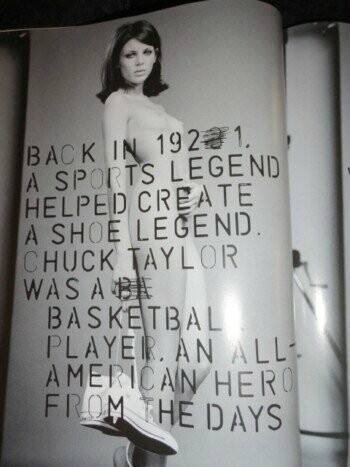 BACK IN 1921.
A SPORTS LEGEND
HELPED CREATE
A SHOE LEGEND.
CHUCK TAYLOR
WAS A
BASKETBALL
PLAYER, AN ALL-
AMERICAN HERO
FROM THE DAYS